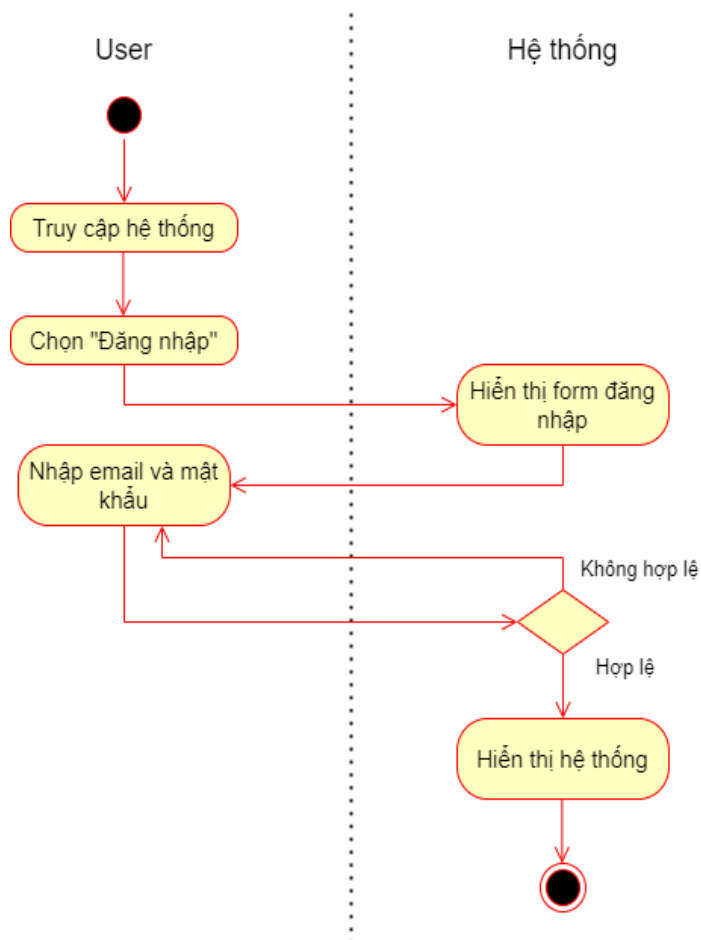 User
Hệ thống
Truy cập hệ thống
Chọn "Đăng nhập"
Hiển thị form đăng
nhập
Nhập email và mật
khẩu
Không hợp lệ
Hợp lệ
Hiển thị hệ thống